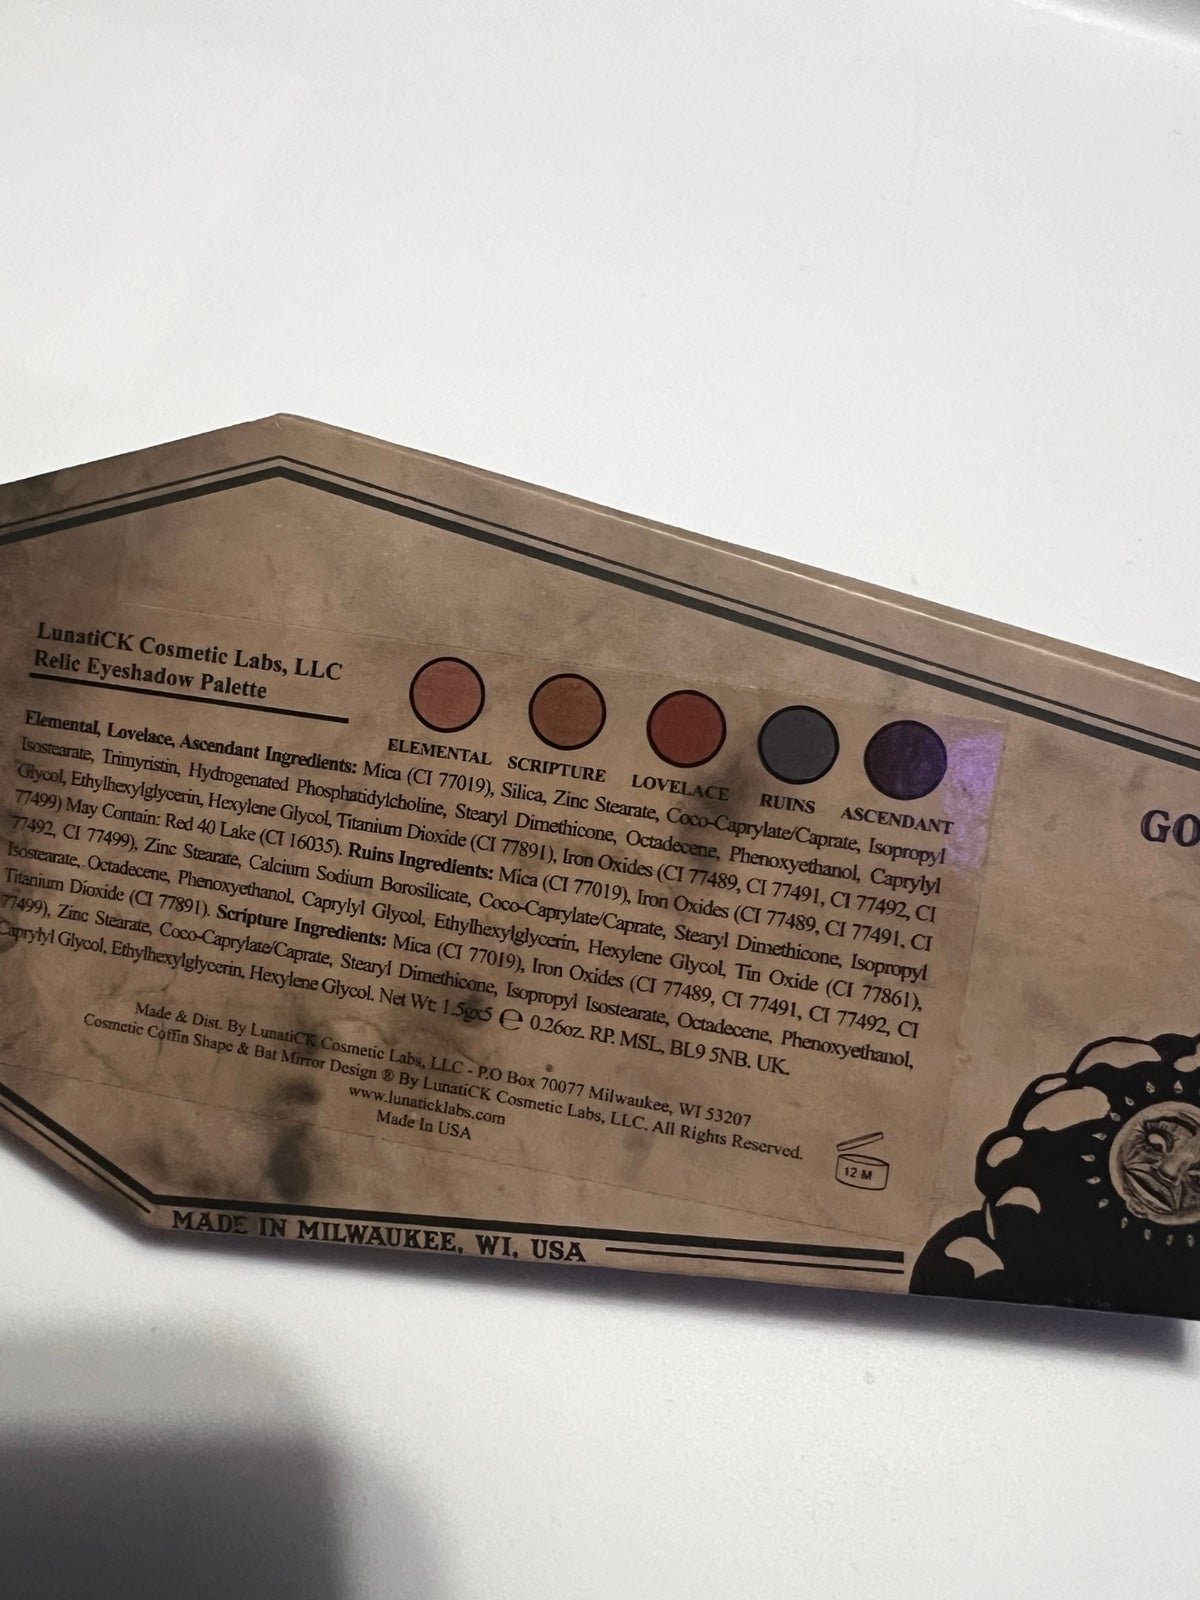 LunatiCK Cosmetic Labs, LLC
Relic Eyeshadow Palette
ELEMENTAL
SCRIPTURE
LOVELACE
RUINS
ASCENDANT
Elemental, Lovelace, Ascendant Ingredients: Mica (CI 77019), Silica, Zinc Stearate, Coco-Caprylate/Caprate, Isopropyl
Isostearate, Trimyristin, Hydrogenated Phosphatidylcholine, Stearyl Dimethicone, Octadecene, Phenoxyethanol, Caprylyl
Glycol, Ethylhexylglycerin, Hexylene Glycol, Titanium Dioxide (CI 77891), Iron Oxides (CI 77489, CI 77491, CI 77492, CI
77499) May Contain: Red 40 Lake (CI 16035). Ruins Ingredients: Mica (CI 77019), Iron Oxides (CI 77489, CI 77491, CI
77492, CI 77499), Zinc Stearate, Calcium Sodium Borosilicate, Coco-Caprylate/Caprate, Stearyl Dimethicone, Isopropyl
Isostearate, Octadecene, Phenoxyethanol, Caprylyl Glycol, Ethylhexylglycerin, Hexylene Glycol, Tin Oxide (CI 77861),
Titanium Dioxide (CI 77891). Scripture Ingredients: Mica (CI 77019), Iron Oxides (CI 77489, CI 77491, CI 77492, CI
77499), Zinc Stearate, Coco-Caprylate/Caprate, Stearyl Dimethicone, Isopropyl Isostearate, Octadecene, Phenoxyethanol,
Caprylyl Glycol, Ethylhexylglycerin, Hexylene Glycol. Net Wt: 1.5gx5 ℮ 0.26oz. RP. MSL, BL9 5NB. UK.
Made & Dist. By LunatiCK Cosmetic Labs, LLC - P.O Box 70077 Milwaukee, WI 53207
Cosmetic Coffin Shape & Bat Mirror Design ® By LunatiCK Cosmetic Labs, LLC. All Rights Reserved.
www.lunaticklabs.com
Made In USA
12 M
MADE IN MILWAUKEE, WI, USA
GO